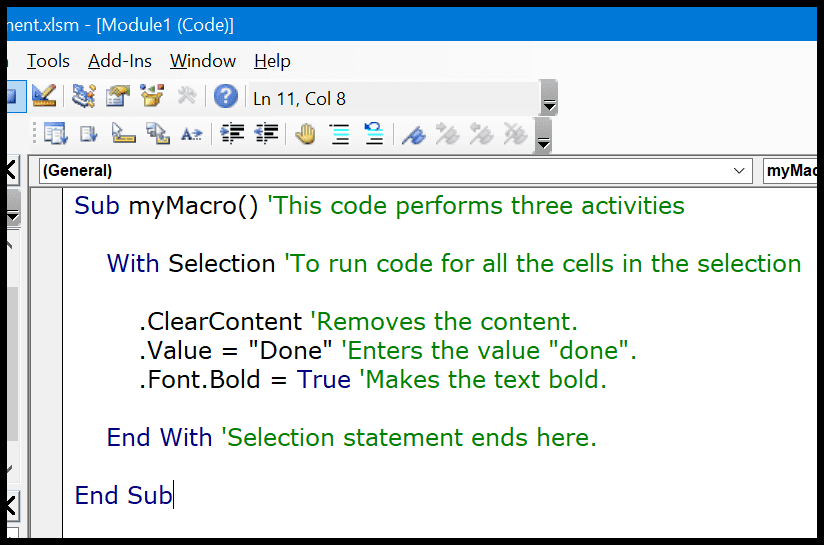 ment.xlsm - [Module1 (Code)]
Tools Add-Ins Window Help
Ln 11, Col 8
(General)
Sub myMacro() 'This code performs three activities
With Selection 'To run code for all the cells in the selection
.ClearContent 'Removes the content.
.Value = "Done" 'Enters the value "done".
.Font.Bold = True 'Makes the text bold.
End With 'Selection statement ends here.
End Sub